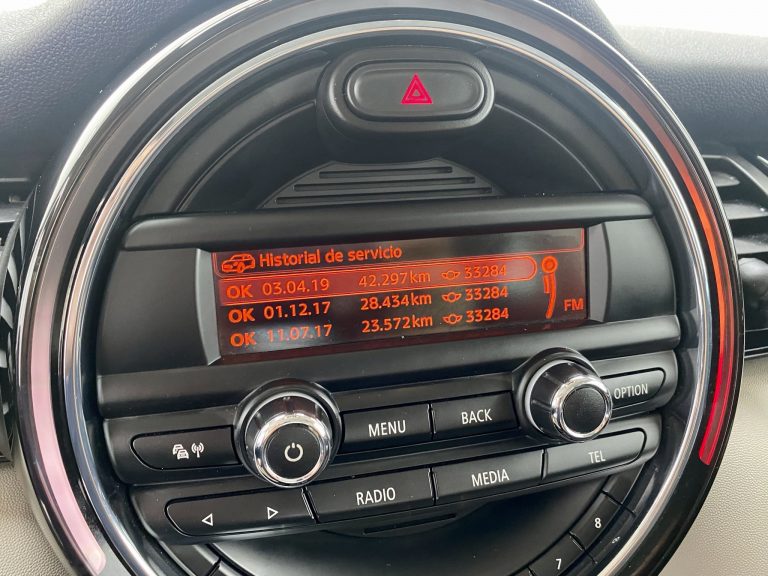 Historial de servicio
OK 03.04.19 42.297km 33284
OK 01.12.17 28.434km 33284
OK 11.07.17 23.572km 33284
FM
MENU BACK OPTION
RADIO MEDIA TEL
7 8